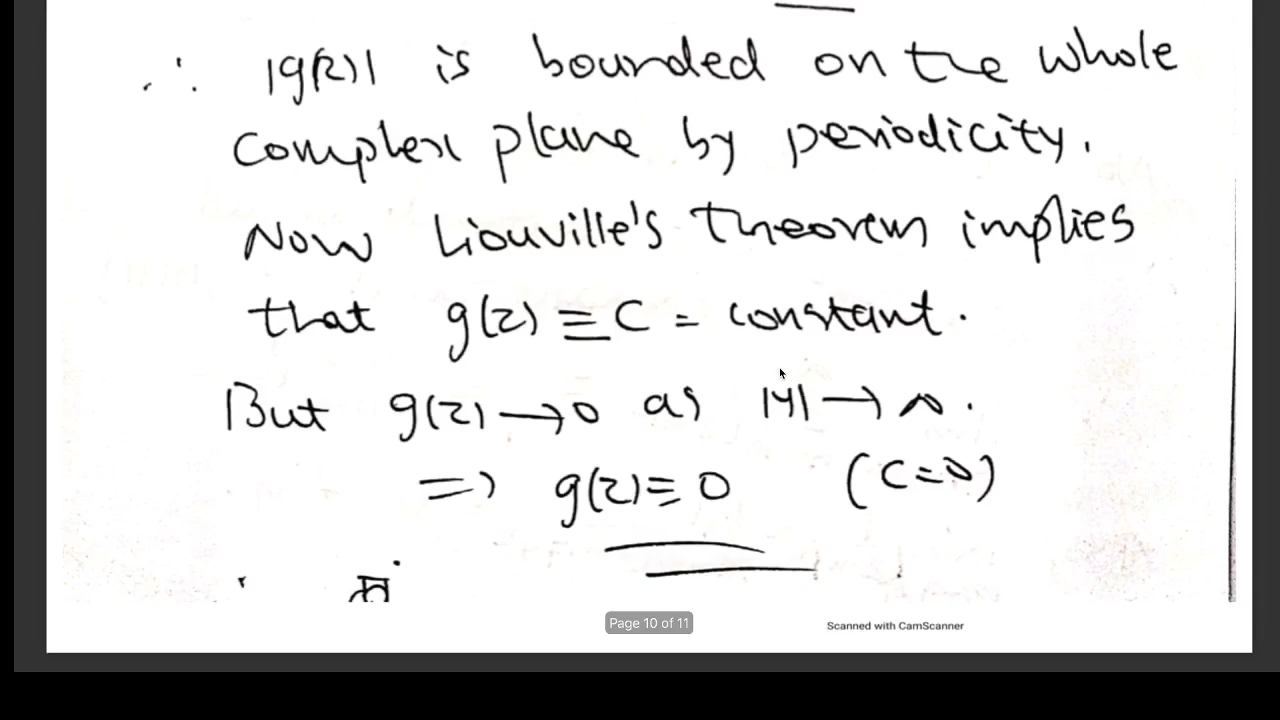 ∴ |g(z)| is bounded on the whole
complex plane by periodicity.
Now Liouville's theorem implies
that g(z) ≡ C = constant.
But g(z) → 0 as |y| → ∞.
=> g(z) ≡ 0 (C=0)
Page 10 of 11
Scanned with CamScanner